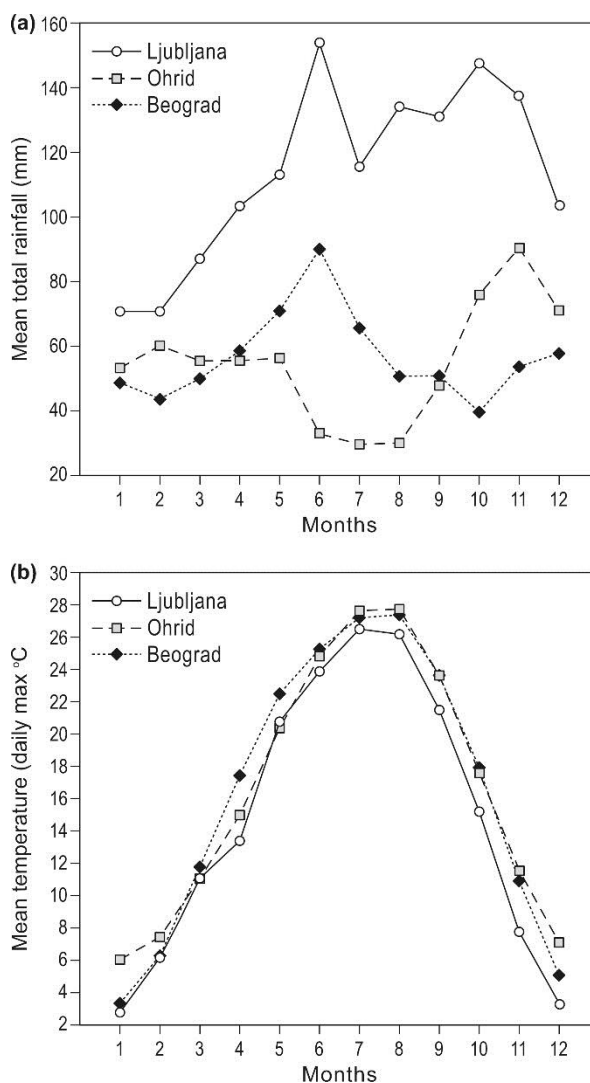 (a)
160
140
120
100
80
60
40
20
Mean total rainfall (mm)
Ljubljana
Ohrid
Beograd
1 2 3 4 5 6 7 8 9 10 11 12
Months
(b)
30
28
26
24
22
20
18
16
14
12
10
8
6
4
2
Mean temperature (daily max °C)
Ljubljana
Ohrid
Beograd
1 2 3 4 5 6 7 8 9 10 11 12
Months